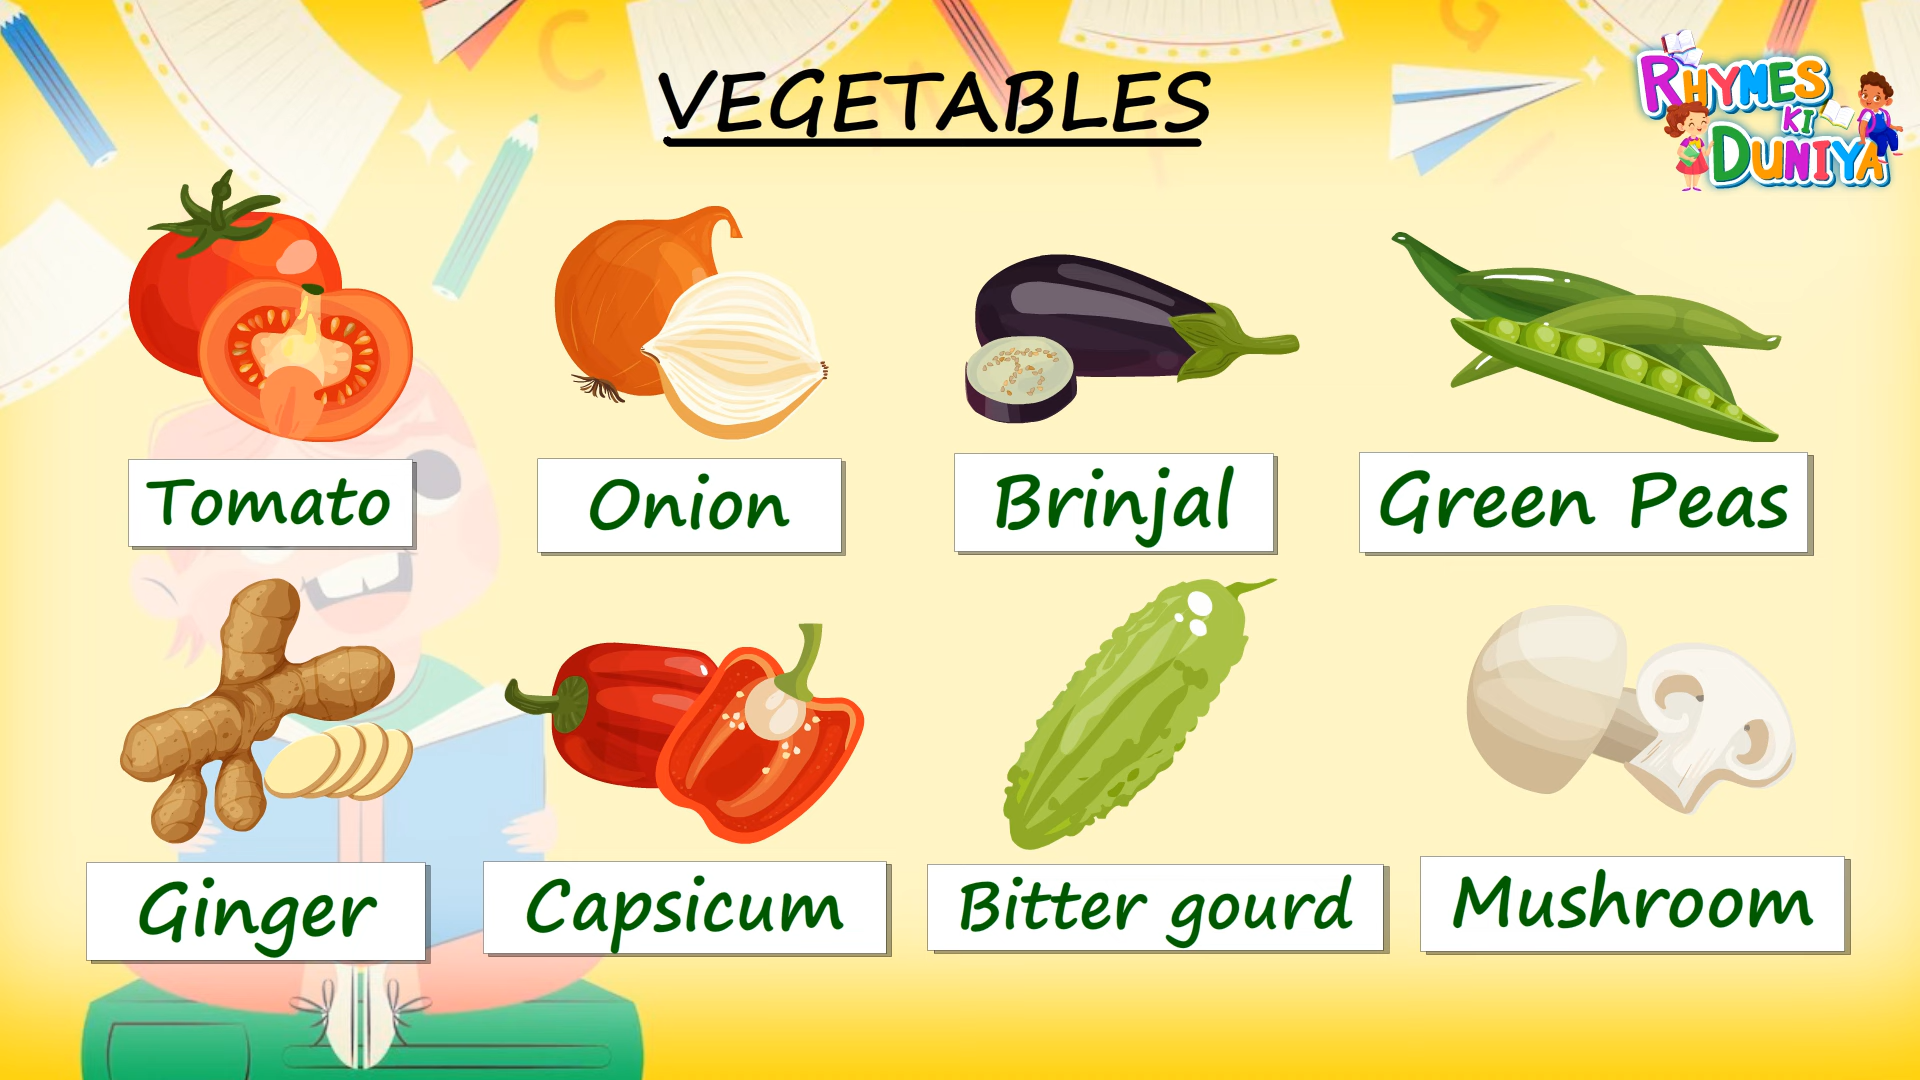 VEGETABLES
RHYMES
KI
DUNIYA
Tomato
Onion
Brinjal
Green Peas
Ginger
Capsicum
Bitter gourd
Mushroom
C
G